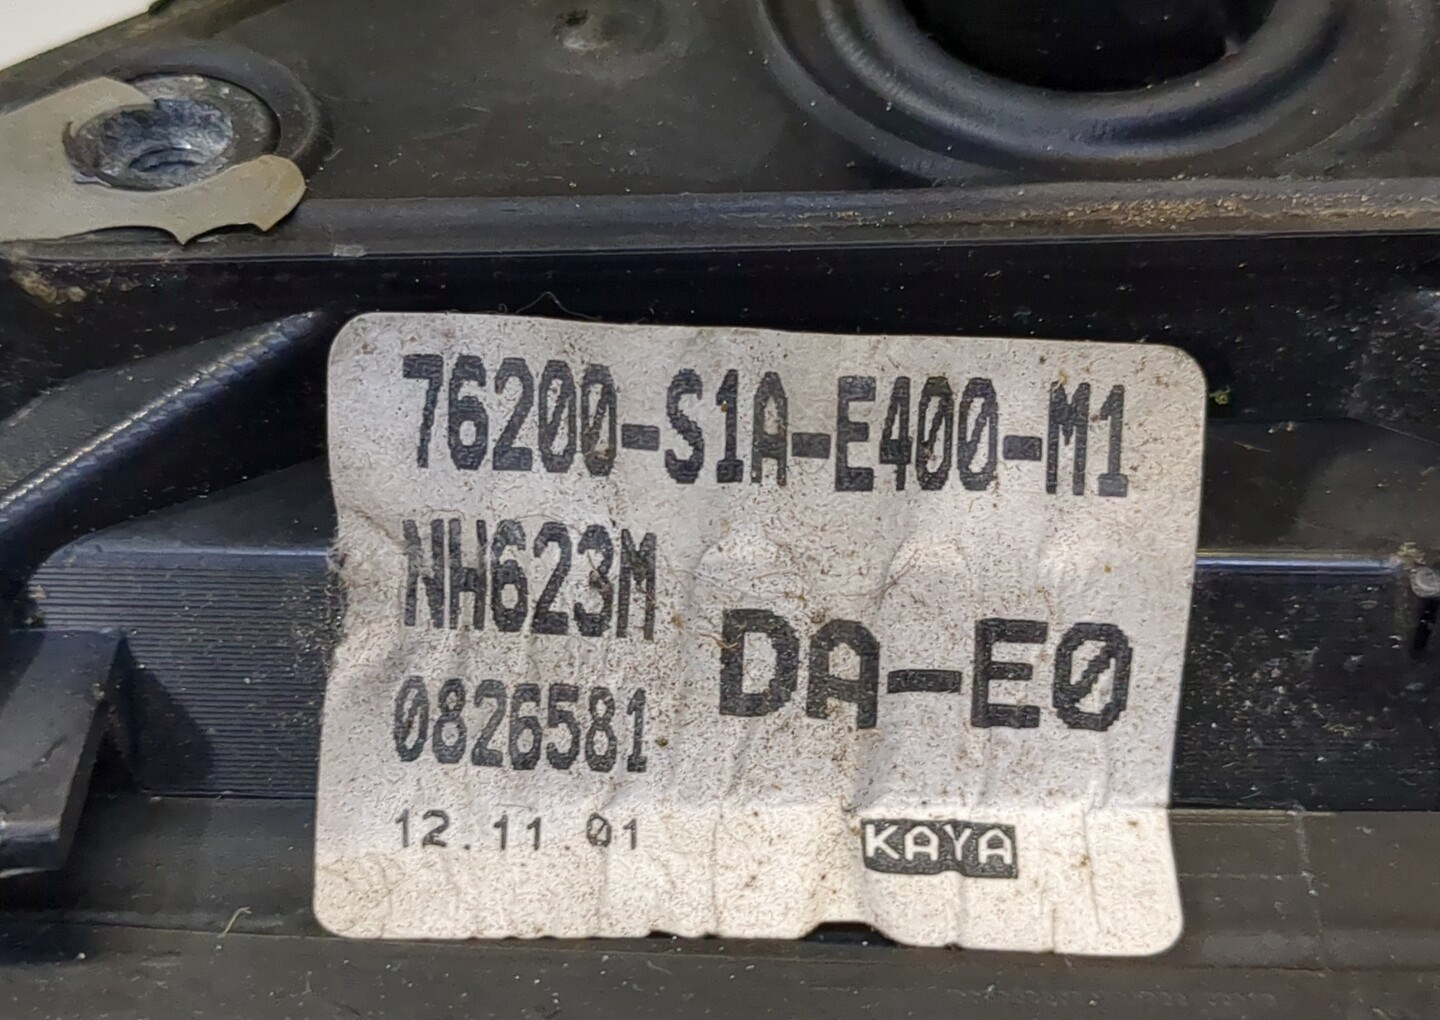 76200-S1A-E400-M1
NH623M
DA-E0
0826581
12.11.01
KAYA